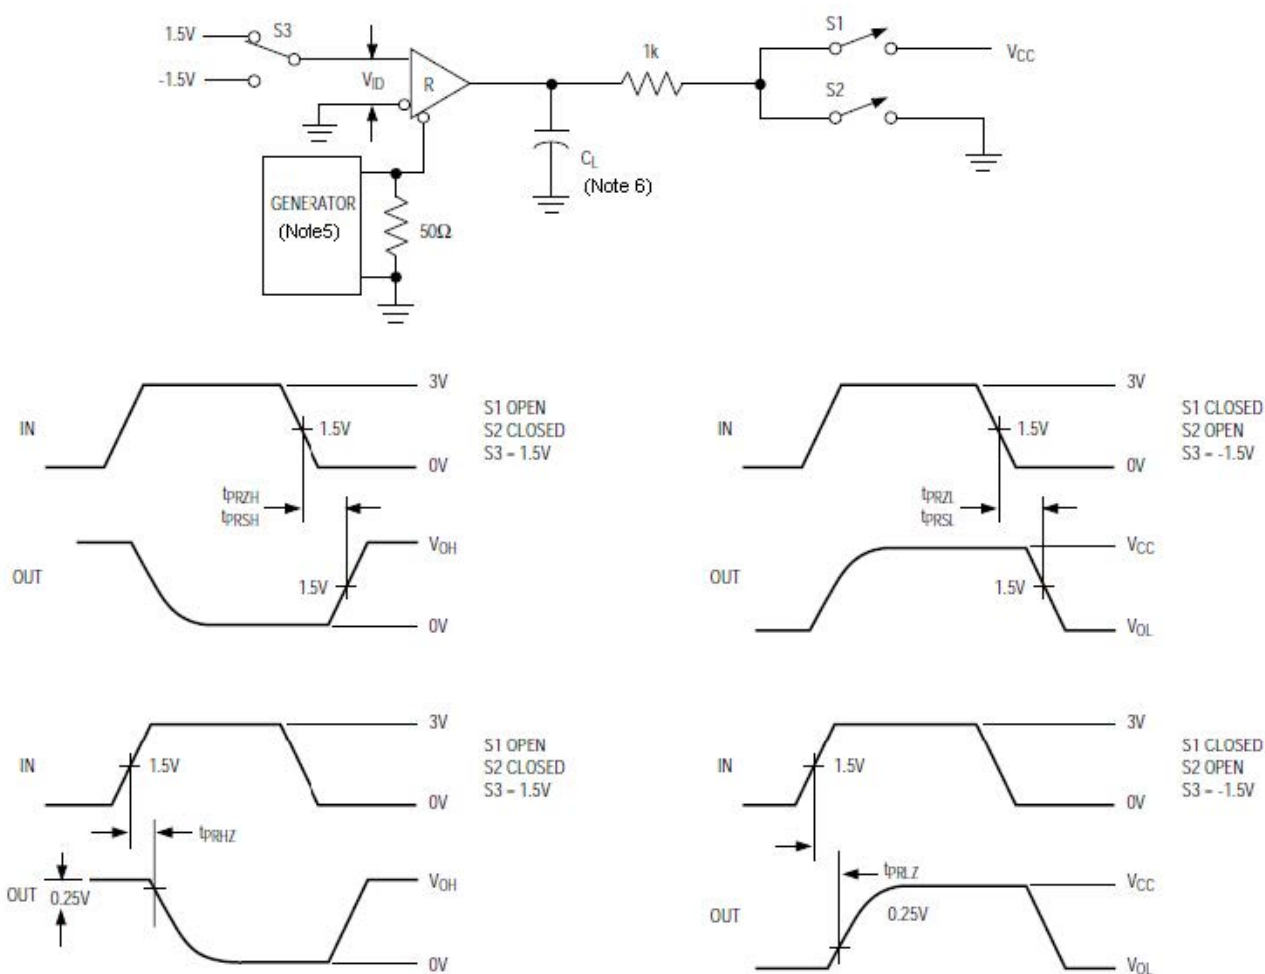 1.5V
S3
-1.5V
VID
R
1k
S1
VCC
S2
CL
(Note 6)
GENERATOR
(Note5)
50Ω
IN
3V
1.5V
0V
S1 OPEN
S2 CLOSED
S3 = 1.5V
tPRZH
tPRSH
OUT
VOH
1.5V
0V
IN
3V
1.5V
0V
S1 CLOSED
S2 OPEN
S3 = -1.5V
tPRZL
tPRSL
OUT
VCC
1.5V
VOL
IN
3V
1.5V
0V
S1 OPEN
S2 CLOSED
S3 = 1.5V
tPRHZ
OUT
0.25V
VOH
0V
IN
3V
1.5V
0V
S1 CLOSED
S2 OPEN
S3 = -1.5V
tPRLZ
OUT
0.25V
VCC
VOL